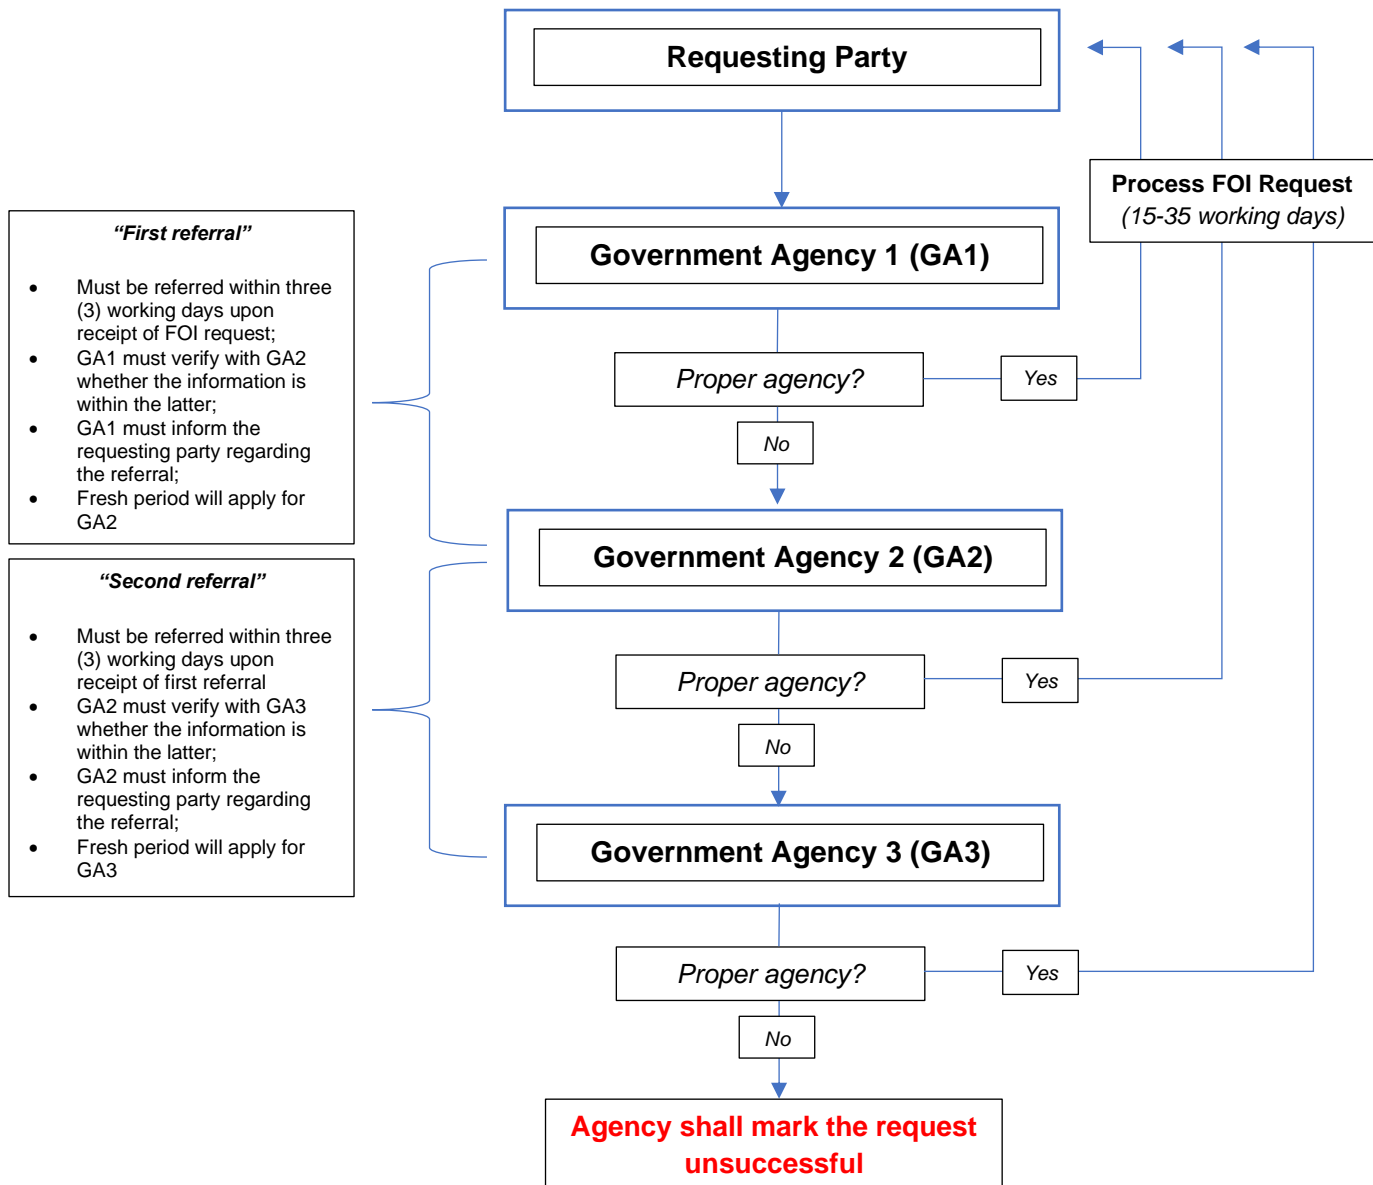 Requesting Party
Process FOI Request
(15-35 working days)
“First referral”
• Must be referred within three
(3) working days upon
receipt of FOI request;
• GA1 must verify with GA2
whether the information is
within the latter;
• GA1 must inform the
requesting party regarding
the referral;
• Fresh period will apply for
GA2
Government Agency 1 (GA1)
Proper agency?
Yes
No
Government Agency 2 (GA2)
“Second referral”
• Must be referred within three
(3) working days upon
receipt of first referral
• GA2 must verify with GA3
whether the information is
within the latter;
• GA2 must inform the
requesting party regarding
the referral;
• Fresh period will apply for
GA3
Proper agency?
Yes
No
Government Agency 3 (GA3)
Proper agency?
Yes
No
Agency shall mark the request
unsuccessful